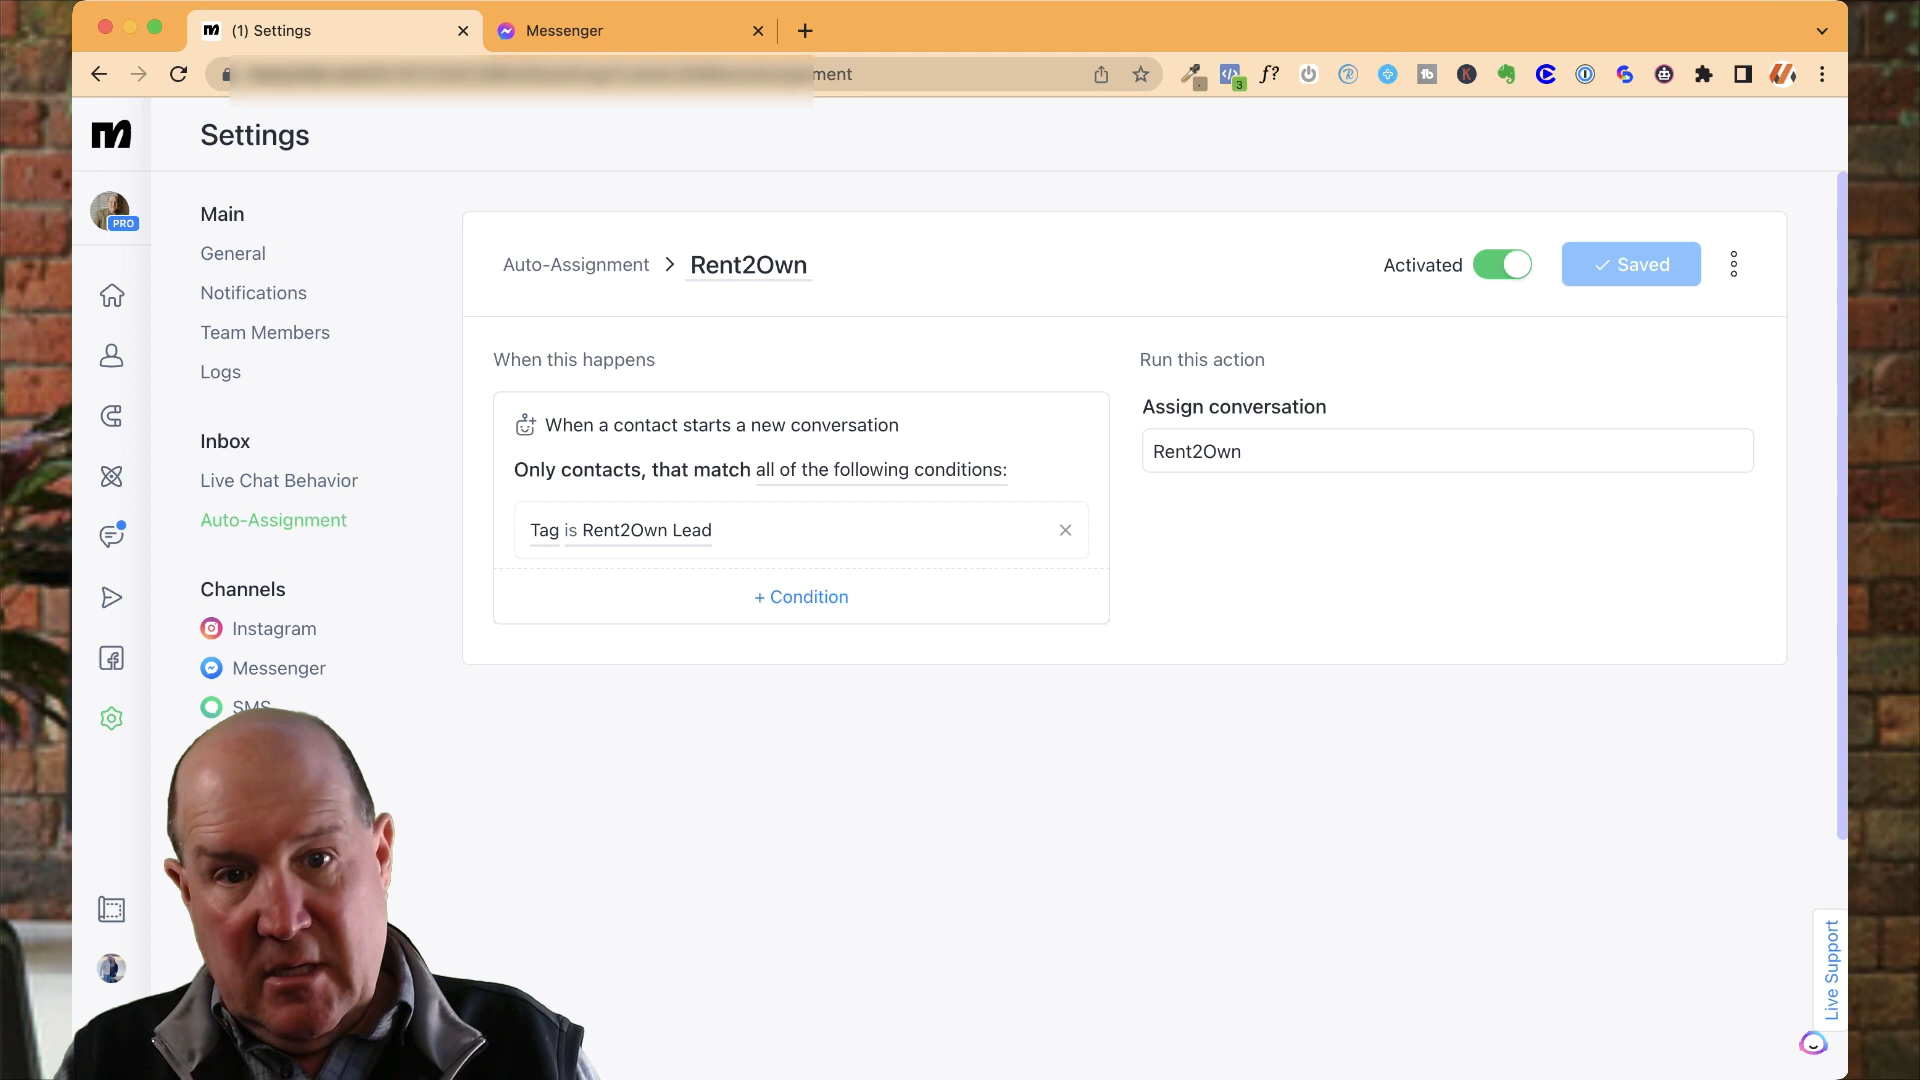 (1) Settings
Messenger
ment
3
Settings
PRO
Main
General
Notifications
Team Members
Logs
Inbox
Live Chat Behavior
Auto-Assignment
Channels
Instagram
Messenger
SMS
Auto-Assignment > Rent2Own
Activated
Saved
When this happens
When a contact starts a new conversation
Only contacts, that match all of the following conditions:
Tag is Rent2Own Lead
+ Condition
Run this action
Assign conversation
Rent2Own
Live Support